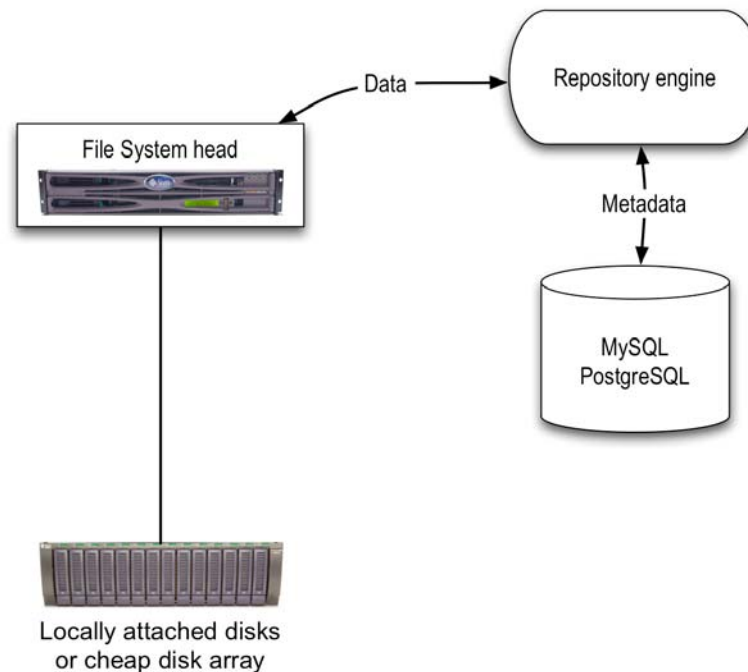 Data
Repository engine
File System head
Metadata
MySQL
PostgreSQL
Locally attached disks
or cheap disk array